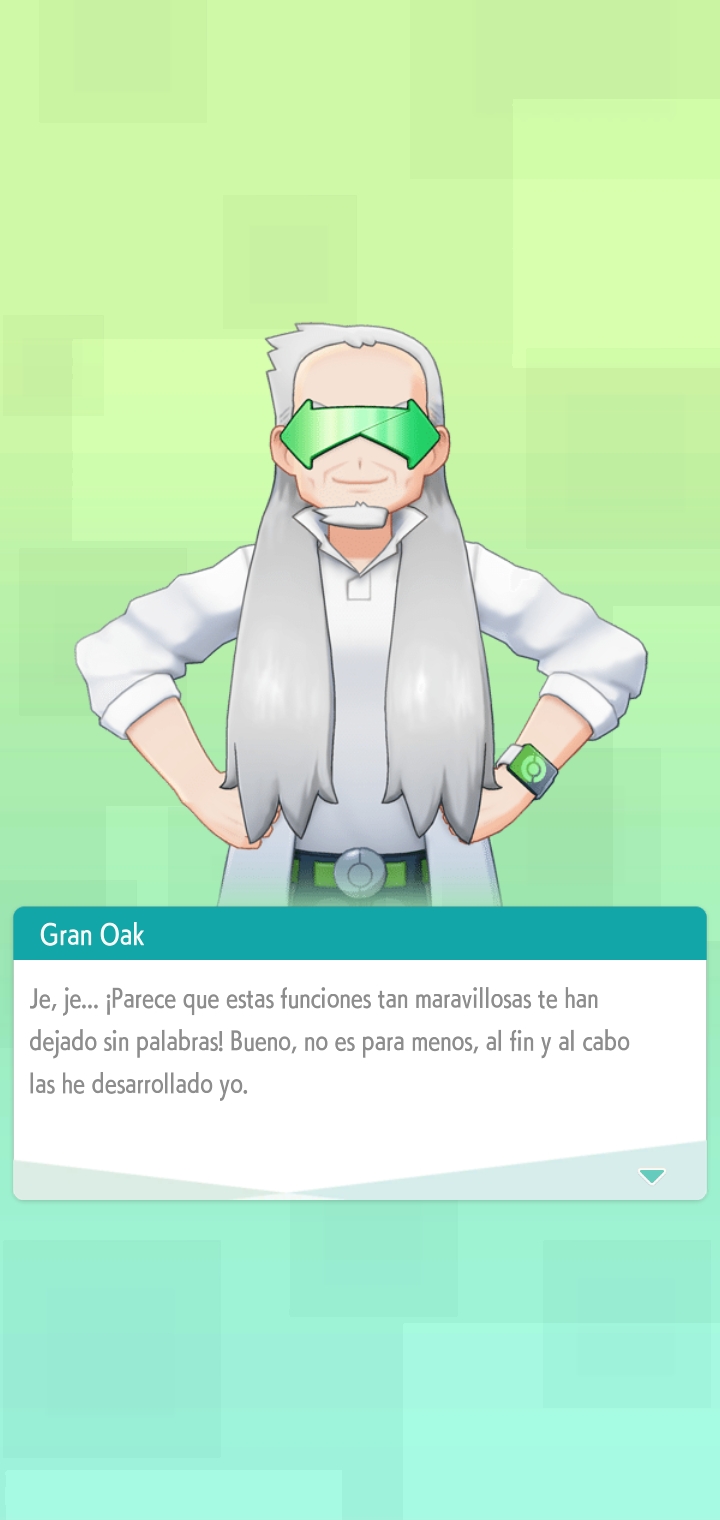 Gran Oak
Je, je... ¡Parece que estas funciones tan maravillosas te han
dejado sin palabras! Bueno, no es para menos, al fin y al cabo
las he desarrollado yo.